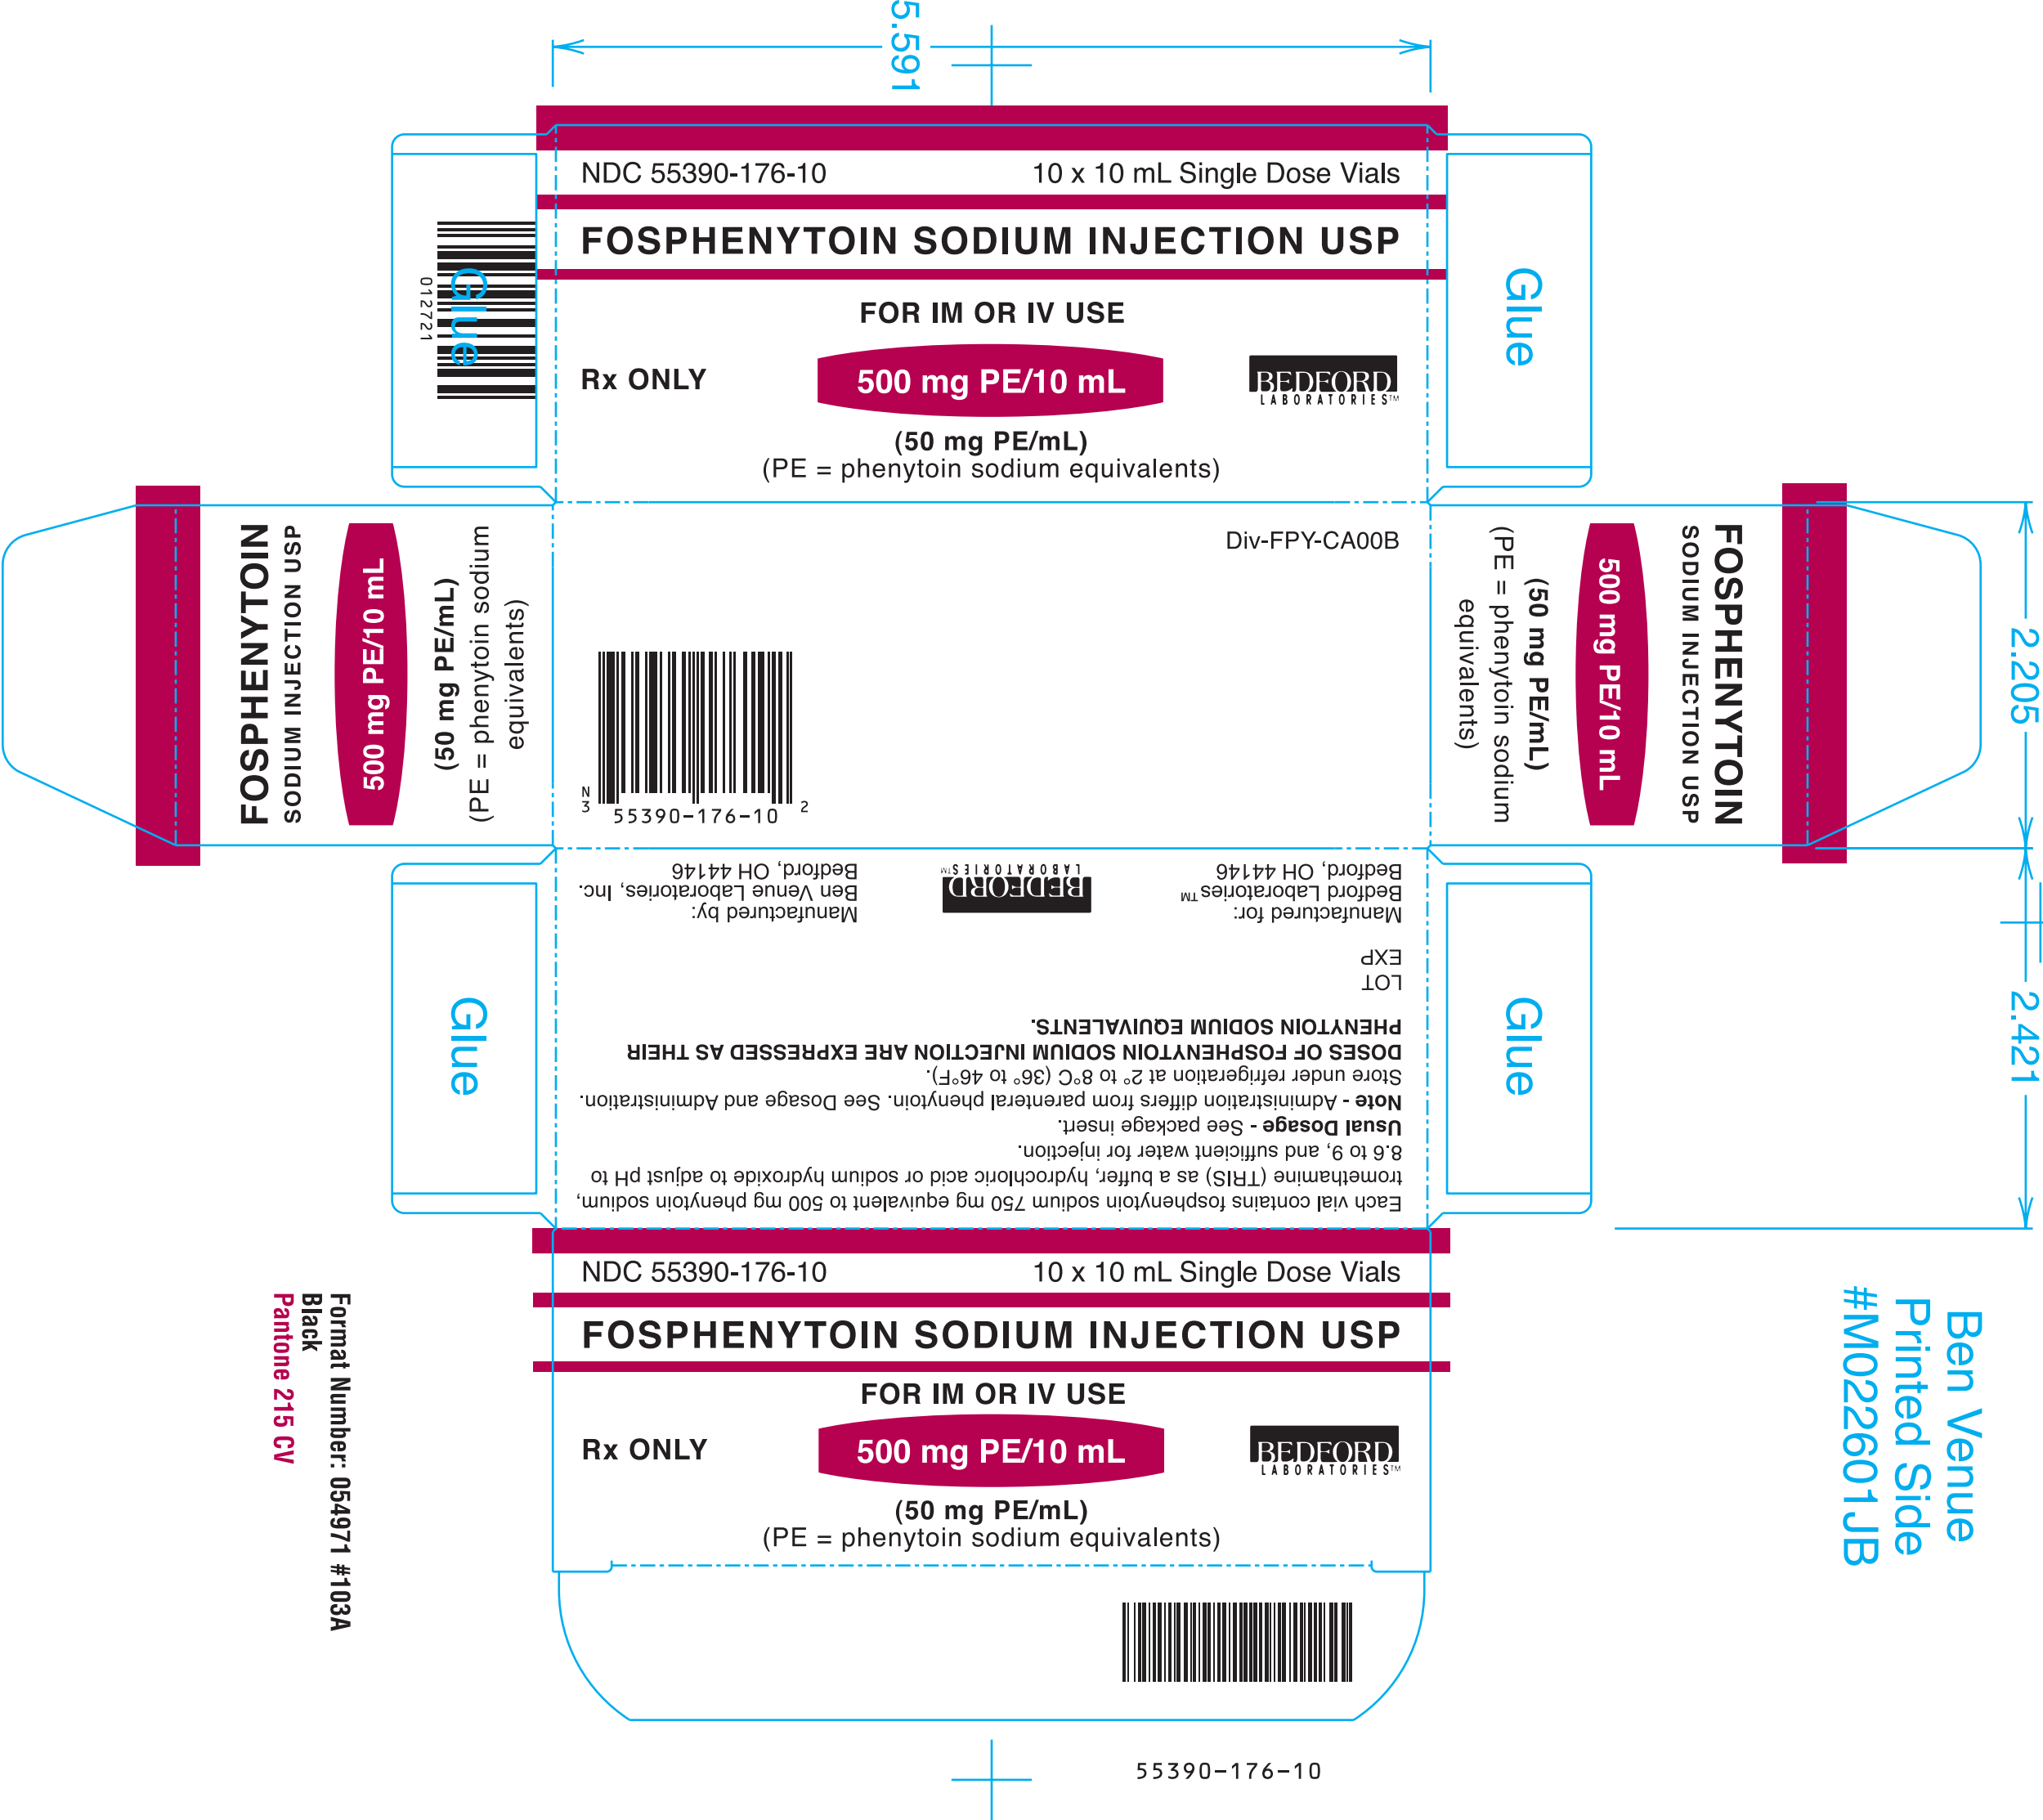 5.591
NDC 55390-176-10 10 x 10 mL Single Dose Vials
FOSPHENYTOIN SODIUM INJECTION USP
FOR IM OR IV USE
Rx ONLY
500 mg PE/10 mL
BEDFORD
LABORATORIES™
(50 mg PE/mL)
(PE = phenytoin sodium equivalents)
Glue
012721
Glue
FOSPHENYTOIN
SODIUM INJECTION USP
500 mg PE/10 mL
(50 mg PE/mL)
(PE = phenytoin sodium
equivalents)
Div-FPY-CA00B
N
3
55390-176-10
2
FOSPHENYTOIN
SODIUM INJECTION USP
500 mg PE/10 mL
(50 mg PE/mL)
(PE = phenytoin sodium
equivalents)
2.205
2.421
Glue
Glue
Each vial contains fosphenytoin sodium 750 mg equivalent to 500 mg phenytoin sodium,
tromethamine (TRIS) as a buffer, hydrochloric acid or sodium hydroxide to adjust pH to
8.6 to 9, and sufficient water for injection.
Usual Dosage - See package insert.
Note - Administration differs from parenteral phenytoin. See Dosage and Administration.
Store under refrigeration at 2° to 8°C (36° to 46°F).
DOSES OF FOSPHENYTOIN SODIUM INJECTION ARE EXPRESSED AS THEIR
PHENYTOIN SODIUM EQUIVALENTS.
LOT
EXP
Manufactured for:
Bedford Laboratories™
Bedford, OH 44146
BEDFORD
LABORATORIES™
Manufactured by:
Ben Venue Laboratories, Inc.
Bedford, OH 44146
NDC 55390-176-10 10 x 10 mL Single Dose Vials
FOSPHENYTOIN SODIUM INJECTION USP
FOR IM OR IV USE
Rx ONLY
500 mg PE/10 mL
BEDFORD
LABORATORIES™
(50 mg PE/mL)
(PE = phenytoin sodium equivalents)
Format Number: 054971 #103A
Black
Pantone 215 CV
Ben Venue
Printed Side
#M022601JB
55390-176-10